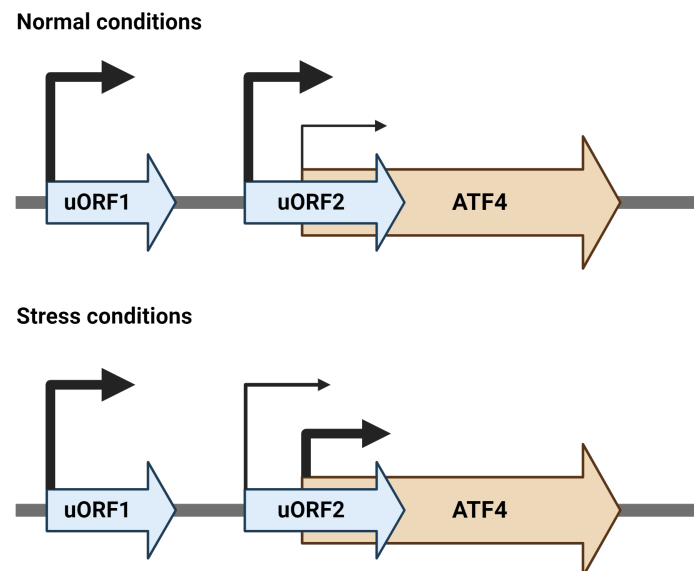 Normal conditions
uORF1
uORF2
ATF4
Stress conditions
uORF1
uORF2
ATF4